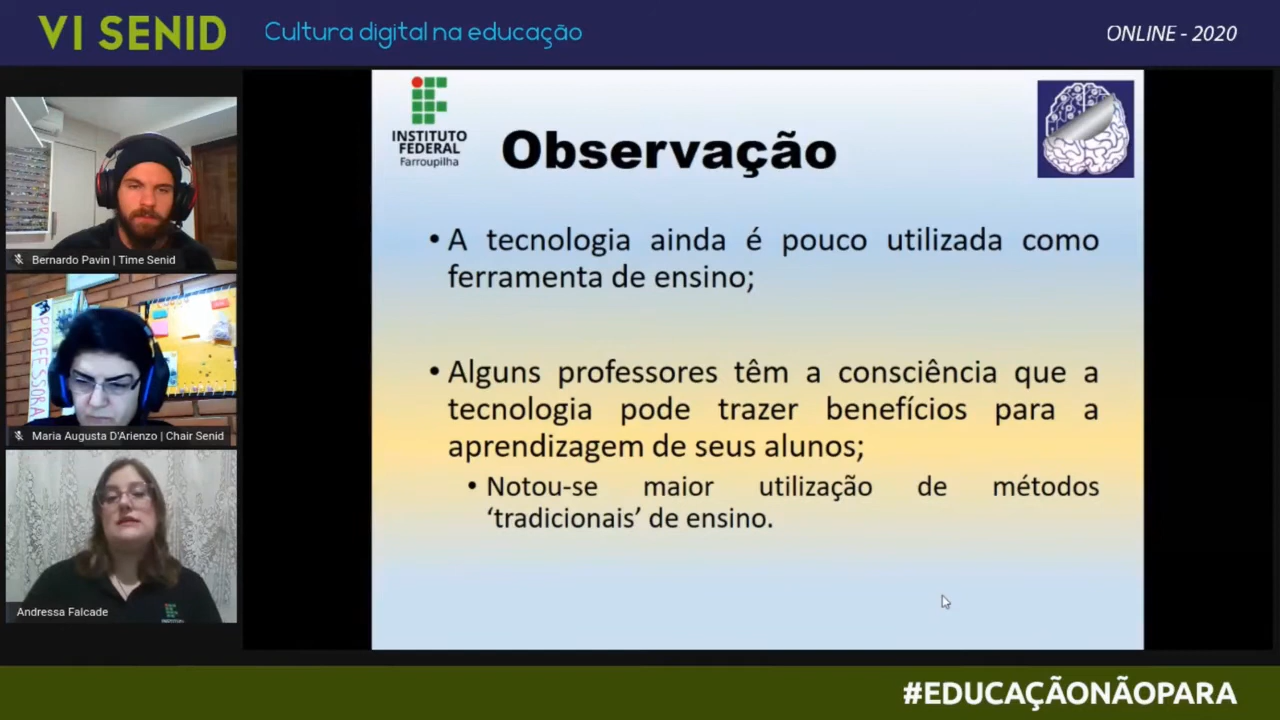 VI SENID
Cultura digital na educação
ONLINE - 2020
INSTITUTO
FEDERAL
Farroupilha
Observação
• A tecnologia ainda é pouco utilizada como
ferramenta de ensino;
• Alguns professores têm a consciência que a
tecnologia pode trazer benefícios para a
aprendizagem de seus alunos;
• Notou-se maior utilização de métodos
‘tradicionais’ de ensino.
Bernardo Pavin | Time Senid
PROFESSORA
Maria Augusta D'Arienzo | Chair Senid
Andressa Falcade
#EDUCAÇÃONÃOPARA